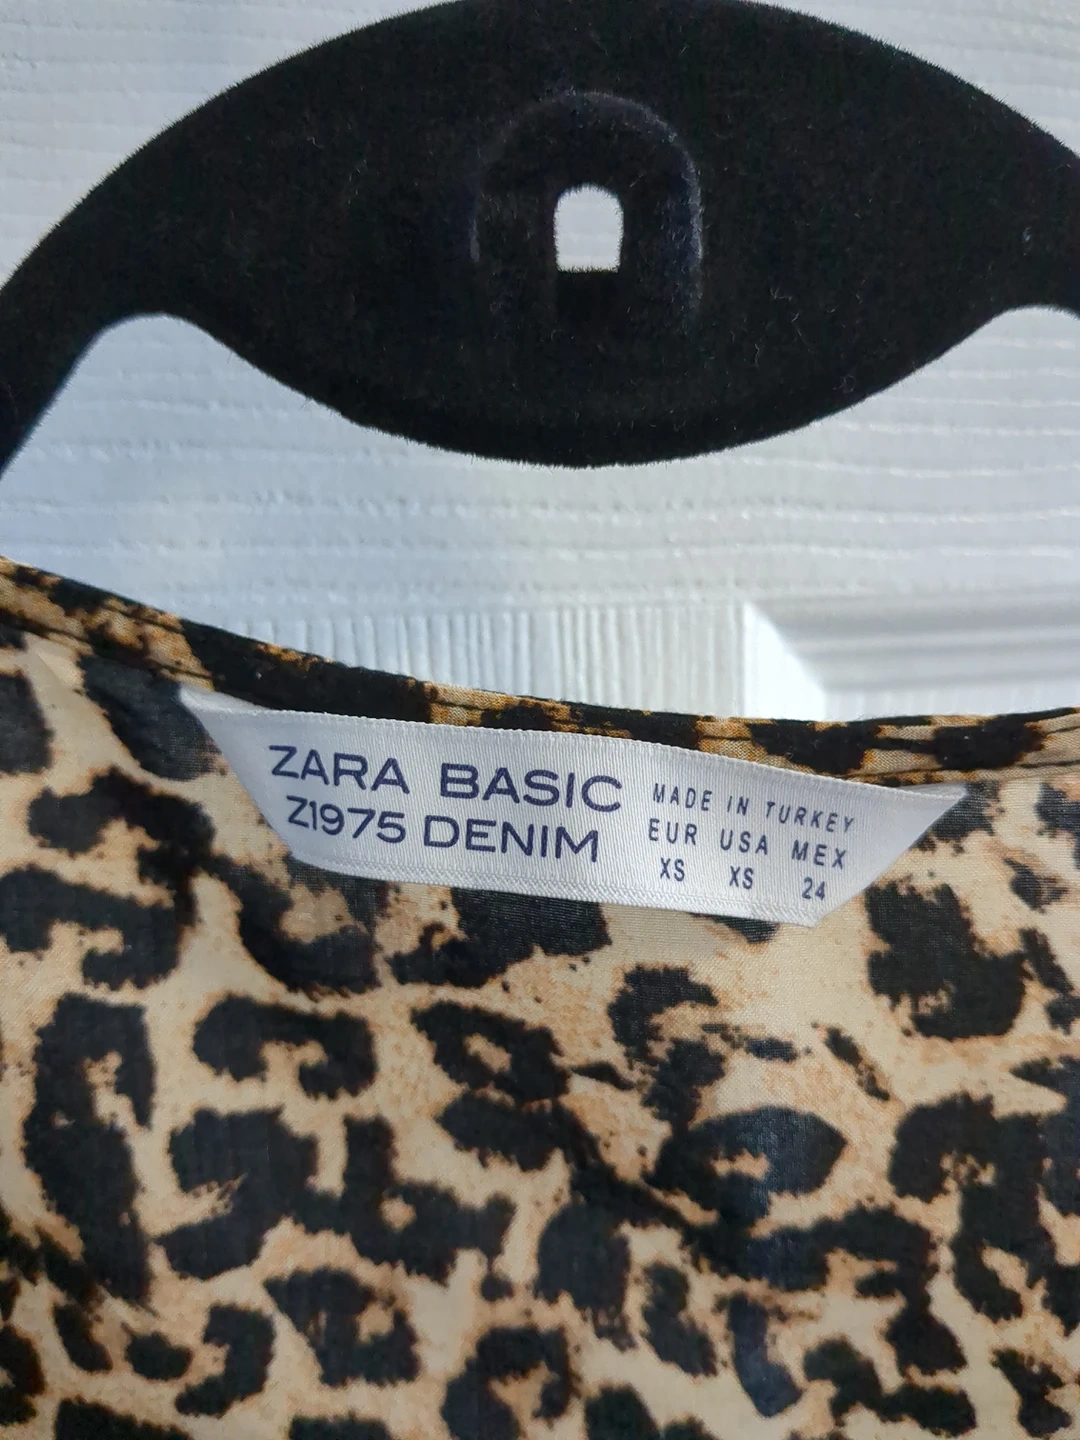 ZARA BASIC
Z1975 DENIM
MADE IN TURKEY
EUR USA MEX
XS XS 24